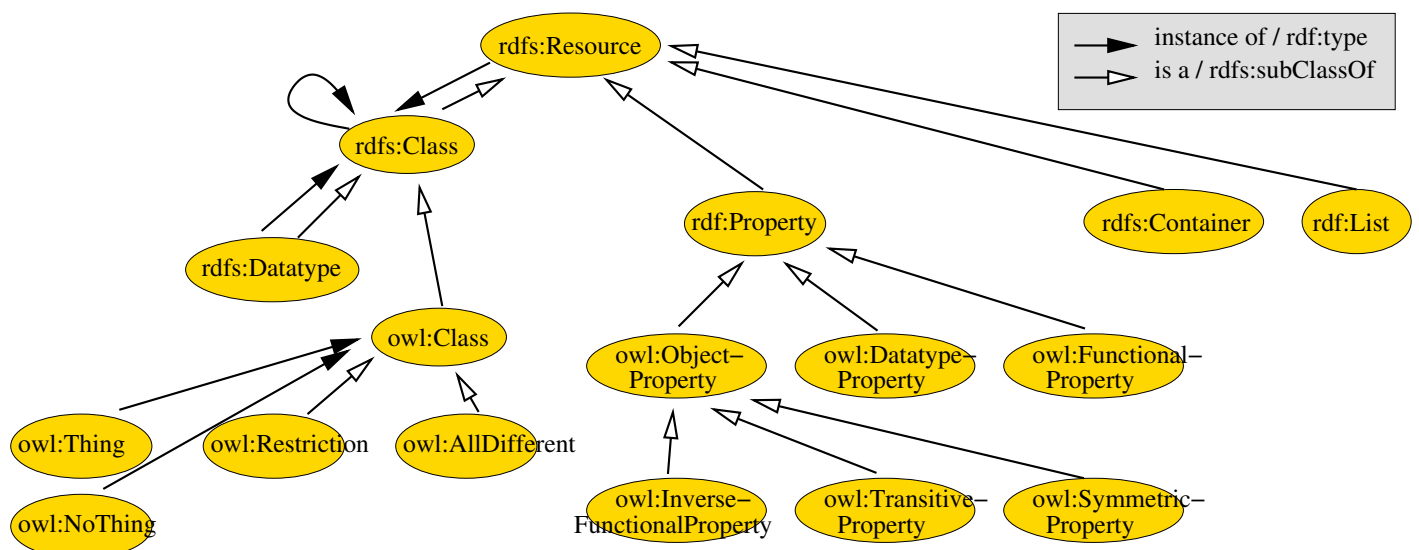 rdfs:Resource
instance of / rdf:type
is a / rdfs:subClassOf
rdfs:Class
rdf:Property
rdfs:Container
rdf:List
rdfs:Datatype
owl:Class
owl:Object−
Property
owl:Datatype−
Property
owl:Functional−
Property
owl:Thing
owl:Restriction
owl:AllDifferent
owl:NoThing
owl:Inverse−
FunctionalProperty
owl:Transitive−
Property
owl:Symmetric−
Property